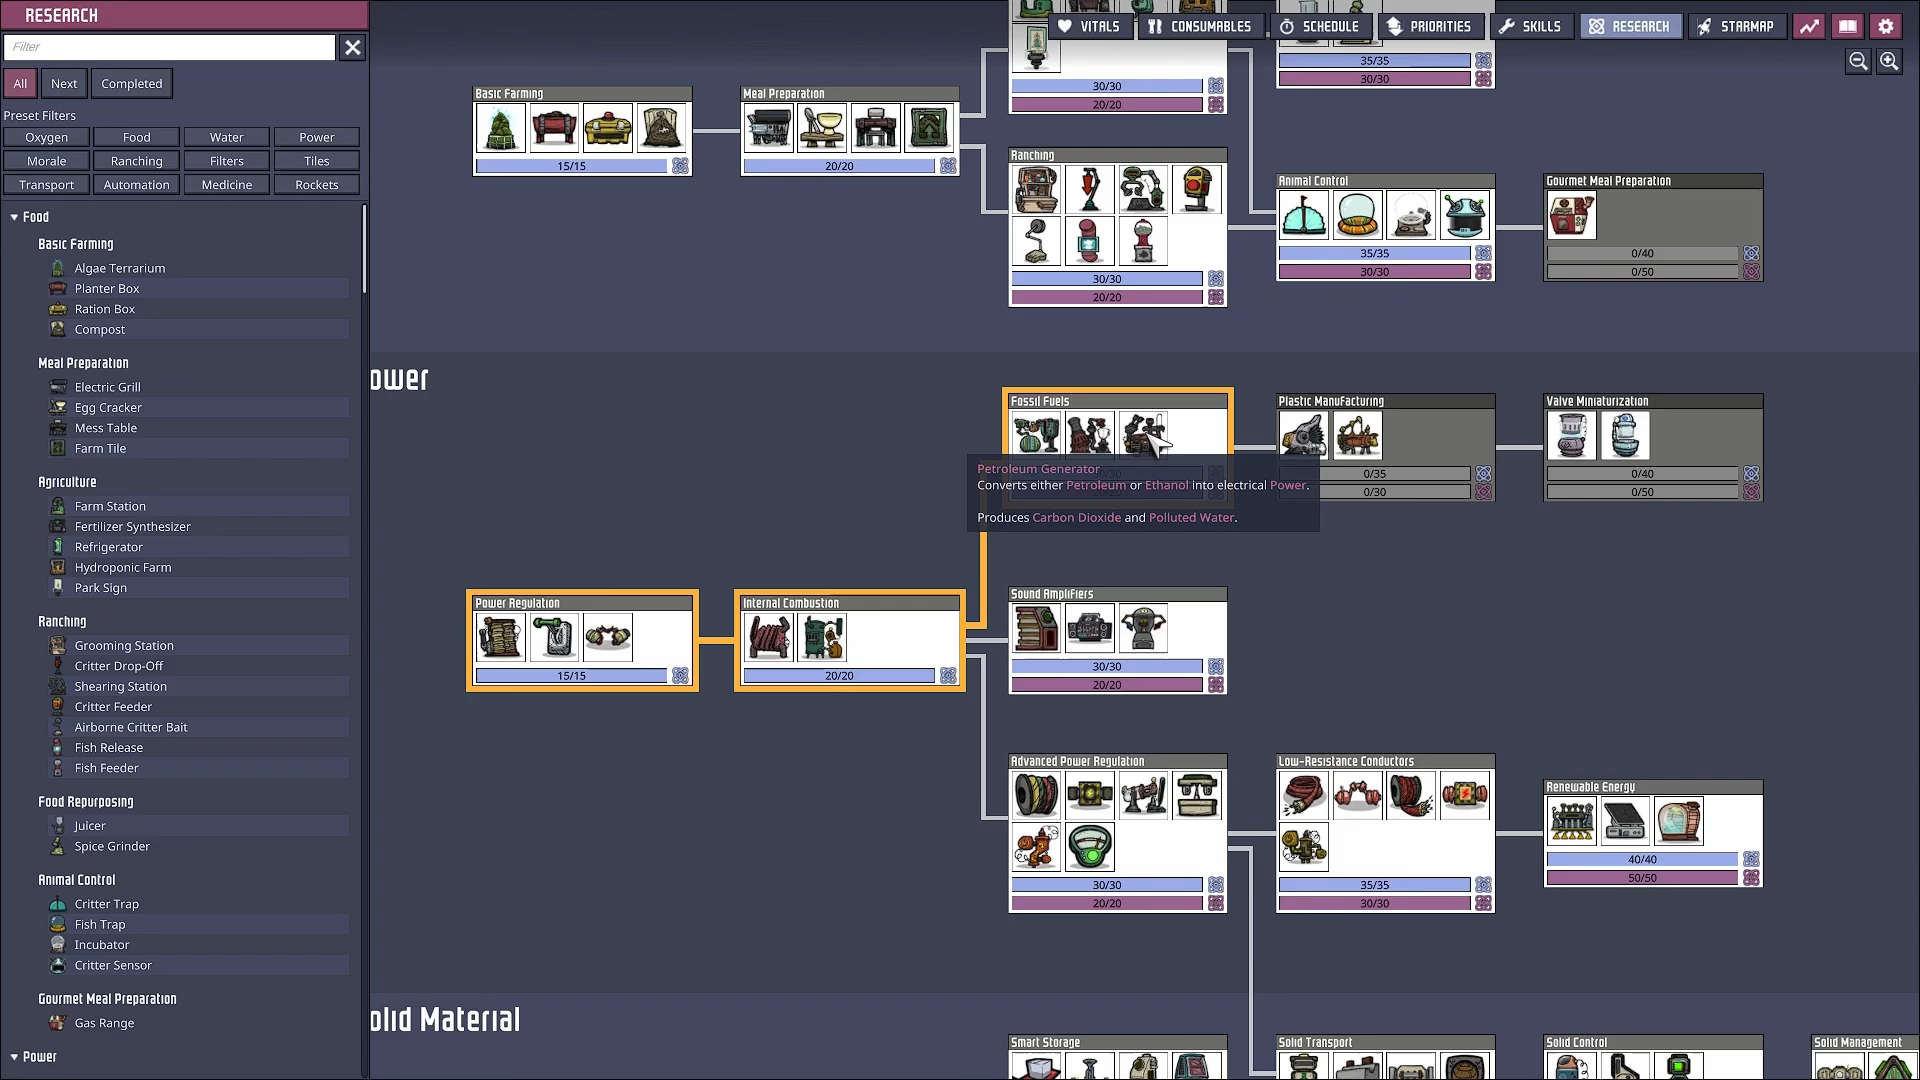 RESEARCH
Filter
All
Next
Completed
Preset Filters
Oxygen
Food
Water
Power
Morale
Ranching
Filters
Tiles
Transport
Automation
Medicine
Rockets
Food
Basic Farming
Algae Terrarium
Planter Box
Ration Box
Compost
Meal Preparation
Electric Grill
Egg Cracker
Mess Table
Farm Tile
Agriculture
Farm Station
Fertilizer Synthesizer
Refrigerator
Hydroponic Farm
Park Sign
Ranching
Grooming Station
Critter Drop-Off
Shearing Station
Critter Feeder
Airborne Critter Bait
Fish Release
Fish Feeder
Food Repurposing
Juicer
Spice Grinder
Animal Control
Critter Trap
Fish Trap
Incubator
Critter Sensor
Gourmet Meal Preparation
Gas Range
Power
VITALS
CONSUMABLES
SCHEDULE
PRIORITIES
SKILLS
RESEARCH
STARMAP
30/30
20/20
35/35
30/30
Basic Farming
15/15
Meal Preparation
20/20
Ranching
30/30
20/20
Animal Control
35/35
30/30
Gourmet Meal Preparation
0/40
0/50
ower
Fossil Fuels
Petroleum Generator
Converts either Petroleum or Ethanol into electrical Power.
Produces Carbon Dioxide and Polluted Water.
Plastic Manufacturing
0/35
0/30
Valve Miniaturization
0/40
0/50
Power Regulation
15/15
Internal Combustion
20/20
Sound Amplifiers
30/30
20/20
Advanced Power Regulation
30/30
20/20
Low-Resistance Conductors
35/35
30/30
Renewable Energy
40/40
50/50
olid Material
Smart Storage
Solid Transport
Solid Control
Solid Management